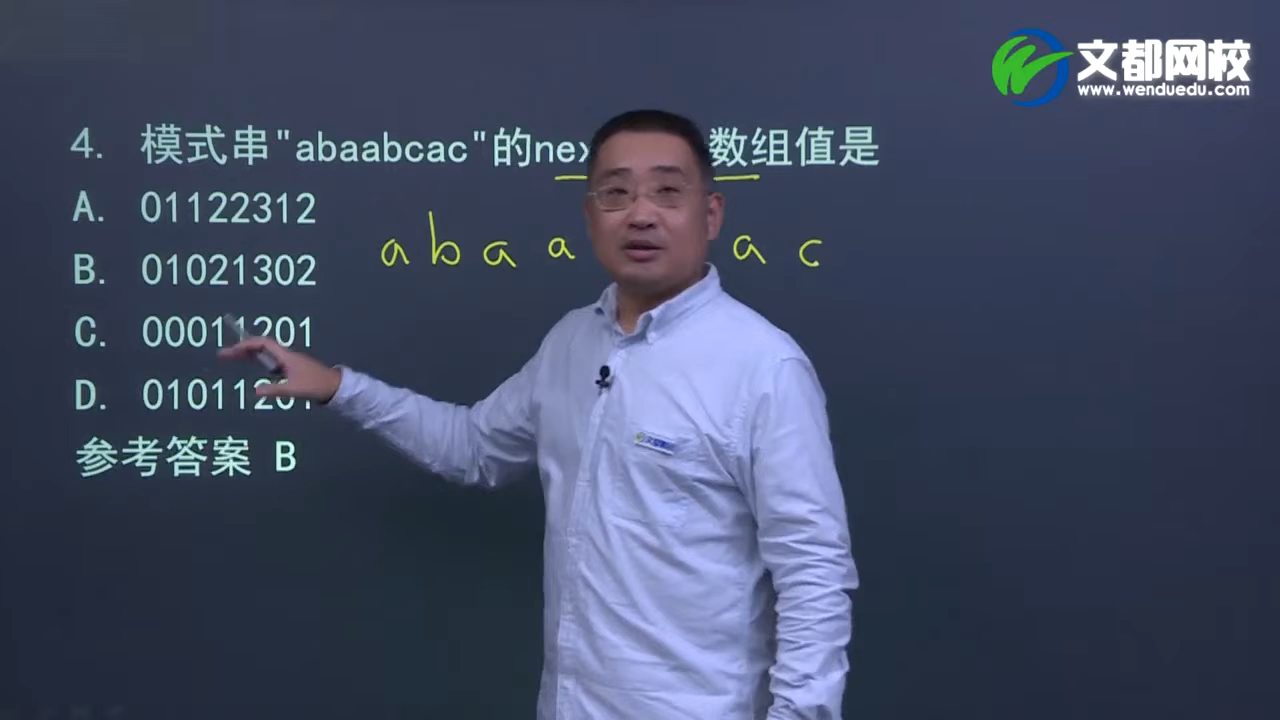 文都网校
www.wenduedu.com
4. 模式串"abaabcac"的nex 数组值是
A. 01122312
a b a a a c
B. 01021302
C. 00011201
D. 010112
参考答案 B